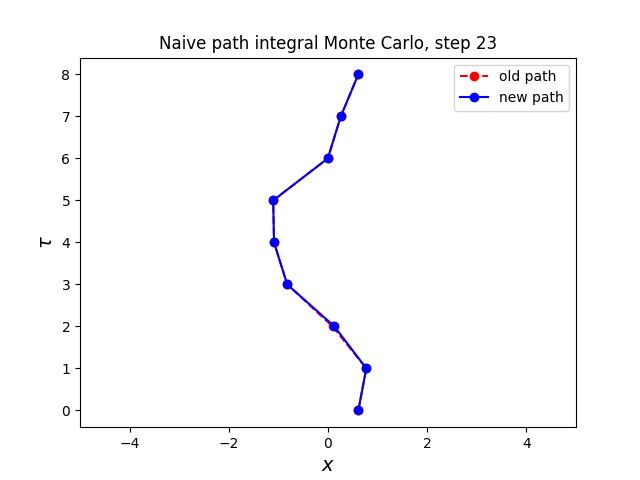 Naive path integral Monte Carlo, step 23
old path
new path
8
7
6
5
4
3
2
1
0
τ
−4
−2
0
2
4
x